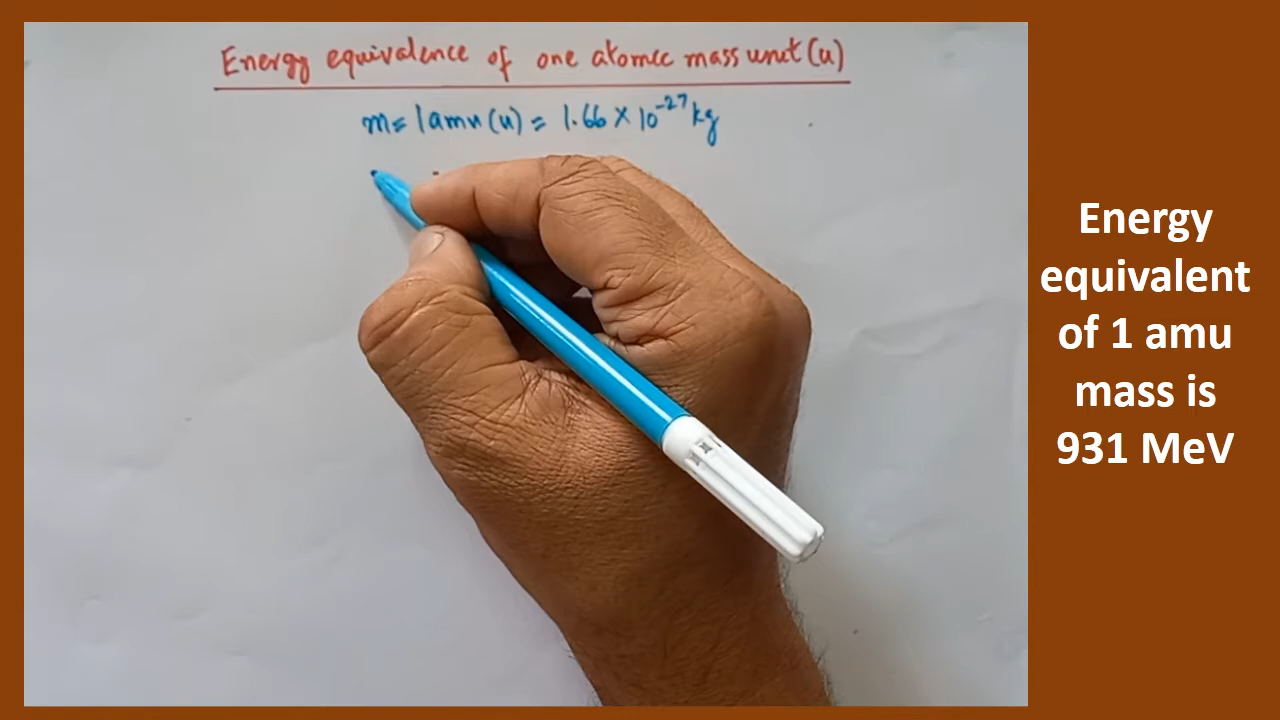 Energy equivalence of one atomic mass unit (u)
m = 1 amu (u) = 1.66 × 10⁻²⁷ kg
Energy
equivalent
of 1 amu
mass is
931 MeV